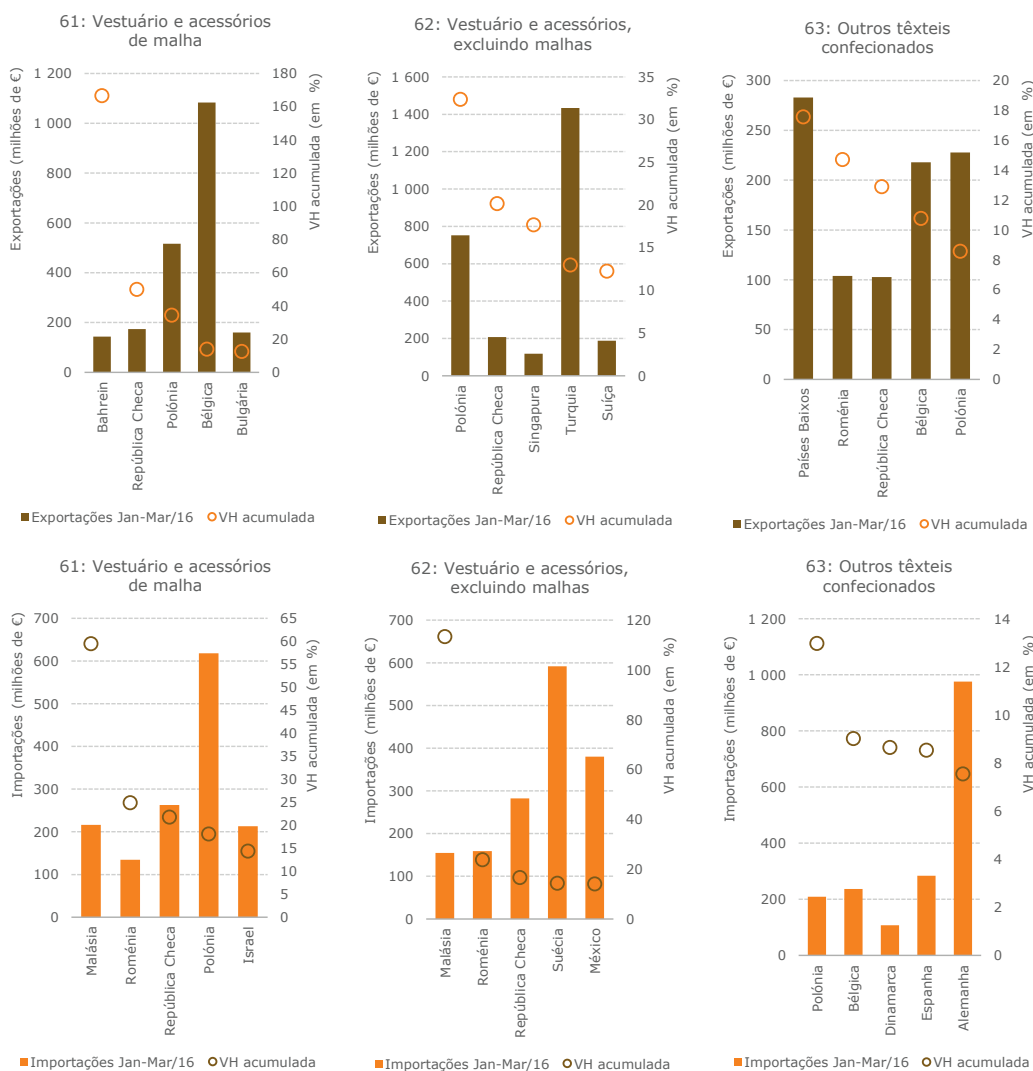 61: Vestuário e acessórios
de malha
Exportações (milhões de €)
1 200
1 000
800
600
400
200
0
180
160
140
120
100
80
60
40
20
0
VH acumulada (em %)
Bahrein
República Checa
Polónia
Bélgica
Bulgária
Exportações Jan-Mar/16 VH acumulada
62: Vestuário e acessórios,
excluindo malhas
Exportações (milhões de €)
1 600
1 400
1 200
1 000
800
600
400
200
0
35
30
25
20
15
10
5
0
VH acumulada (em %)
Polónia
República Checa
Singapura
Turquia
Suíça
Exportações Jan-Mar/16 VH acumulada
63: Outros têxteis
confecionados
Exportações (milhões de €)
300
250
200
150
100
50
0
20
18
16
14
12
10
8
6
4
2
0
VH acumulada (em %)
Países Baixos
Roménia
República Checa
Bélgica
Polónia
Exportações Jan-Mar/16 VH acumulada
61: Vestuário e acessórios
de malha
Importações (milhões de €)
700
600
500
400
300
200
100
0
65
60
55
50
45
40
35
30
25
20
15
10
5
0
VH acumulada (em %)
Malásia
Roménia
República Checa
Polónia
Israel
Importações Jan-Mar/16 VH acumulada
62: Vestuário e acessórios,
excluindo malhas
Importações (milhões de €)
700
600
500
400
300
200
100
0
120
100
80
60
40
20
0
VH acumulada (em %)
Malásia
Roménia
República Checa
Suécia
México
Importações Jan-Mar/16 VH acumulada
63: Outros têxteis
confecionados
Importações (milhões de €)
1 200
1 000
800
600
400
200
0
14
12
10
8
6
4
2
0
VH acumulada (em %)
Polónia
Bélgica
Dinamarca
Espanha
Alemanha
Importações Jan-Mar/16 VH acumulada